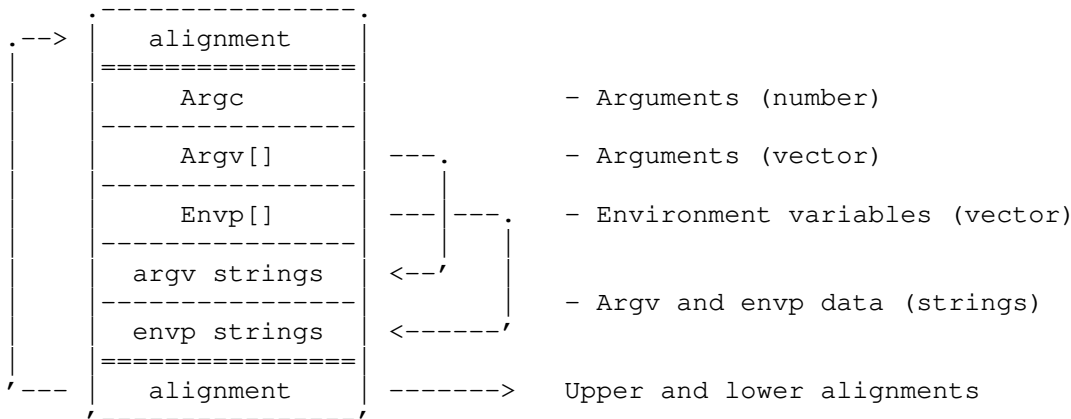 alignment
Argc - Arguments (number)
Argv[] - Arguments (vector)
Envp[] - Environment variables (vector)
argv strings
- Argv and envp data (strings)
envp strings
alignment Upper and lower alignments